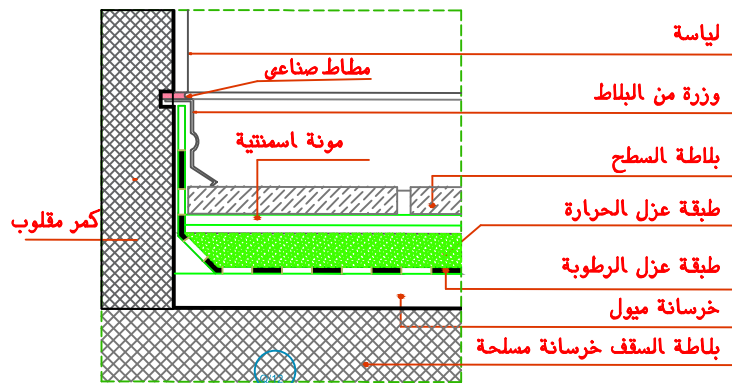 لياسة
مطاط صناعي
وزرة من البلاط
مونة اسمنتية
بلاطة السطح
طبقة عزل الحرارة
كمر مقلوب
طبقة عزل الرطوبة
خرسانة ميول
بلاطة السقف خرسانة مسلحة